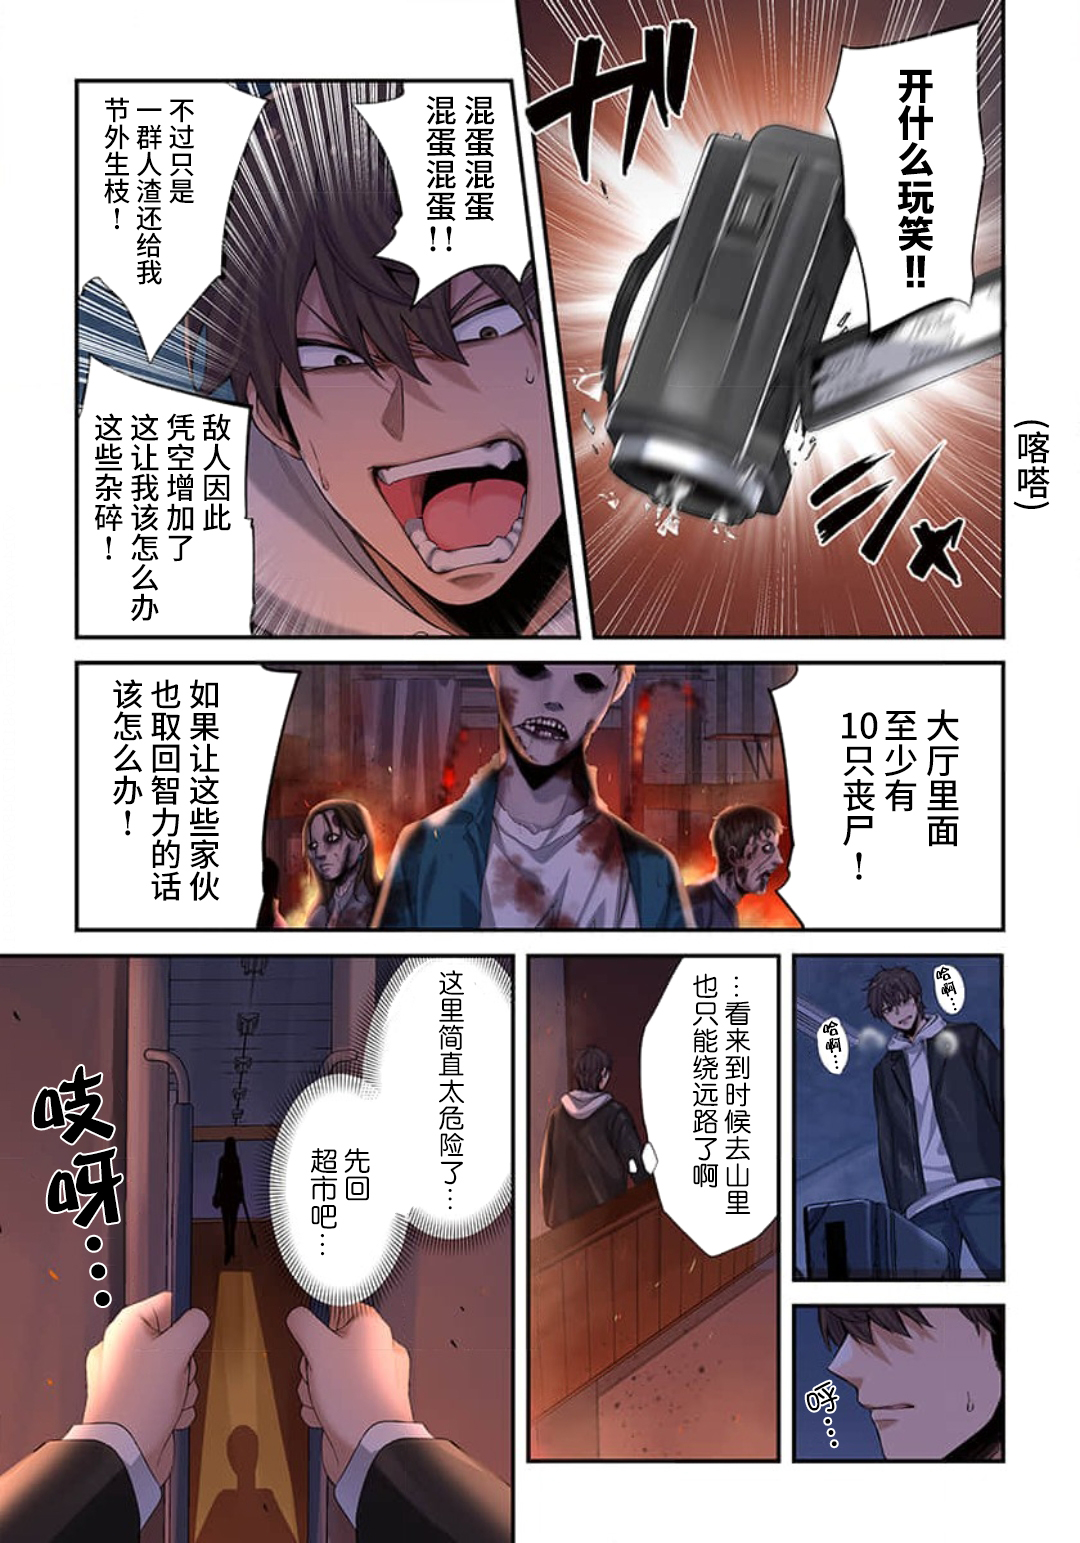 开什么玩笑!!
(喀嗒)
混蛋混蛋
混蛋混蛋!!
不过只是
一群人渣还给我
节外生枝!
敌人因此
凭空增加了
这让我该怎么办
这些杂碎!
大厅里面
至少有
10只丧尸!
如果让这些家伙
也取回智力的话
该怎么办!
哈啊…
哈啊…
呼…
…看来到时候去山里
也只能绕远路了啊
这里简直太危险了…
先回
超市吧…
吱呀……